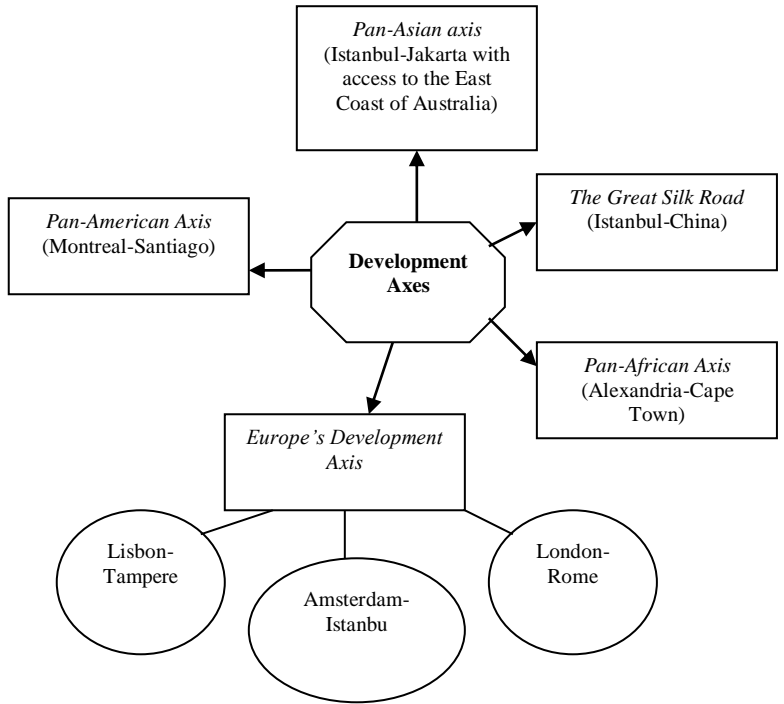 Pan-Asian axis
(Istanbul-Jakarta with
access to the East
Coast of Australia)
Pan-American Axis
(Montreal-Santiago)
Development
Axes
The Great Silk Road
(Istanbul-China)
Pan-African Axis
(Alexandria-Cape
Town)
Europe’s Development
Axis
Lisbon-
Tampere
Amsterdam-
Istanbu
London-
Rome